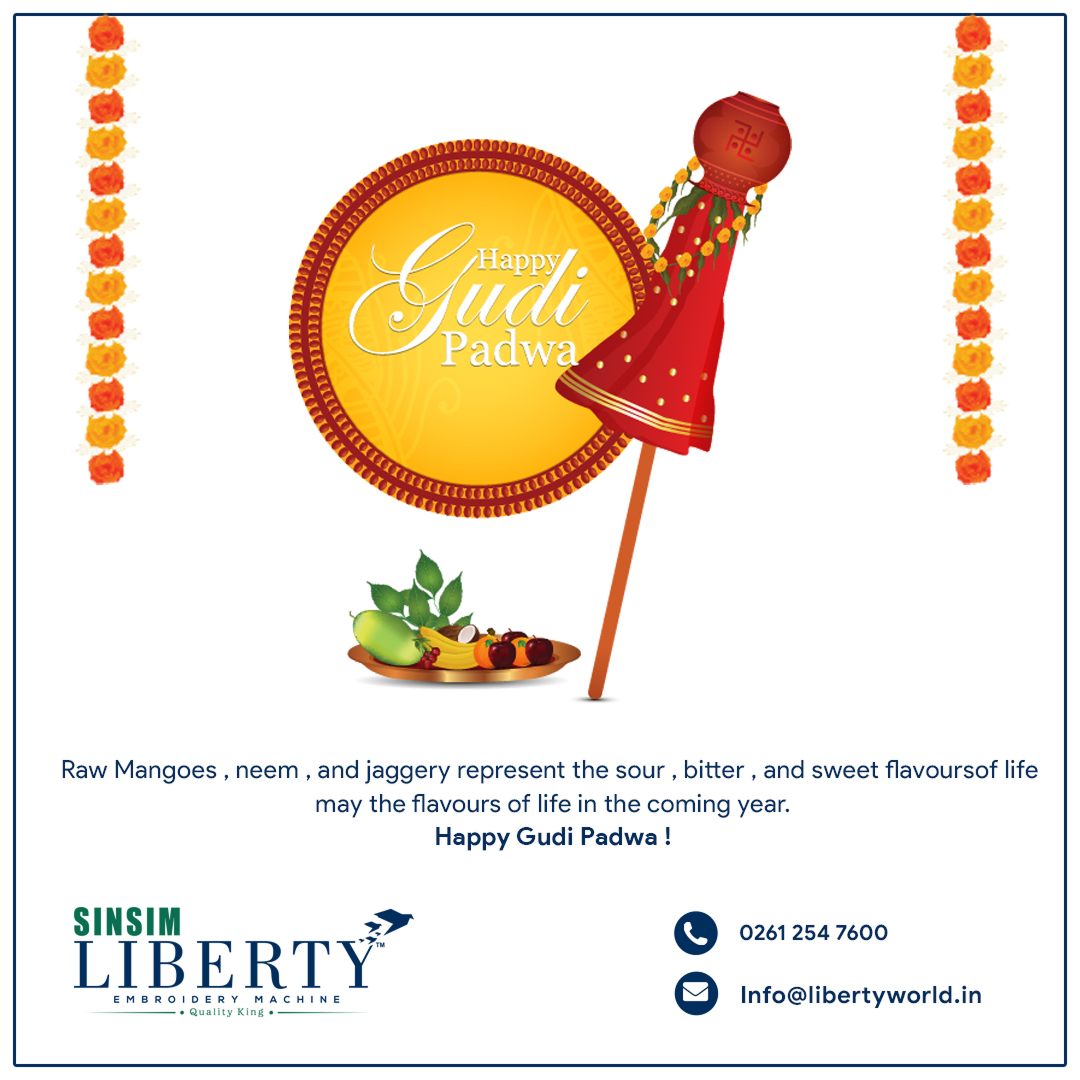 Happy
Gudi
Padwa
Raw Mangoes , neem , and jaggery represent the sour , bitter , and sweet flavoursof life
may the flavours of life in the coming year.
Happy Gudi Padwa !
SINSIM
LIBERTY™
EMBROIDERY MACHINE
• Quality King •
0261 254 7600
Info@libertyworld.in